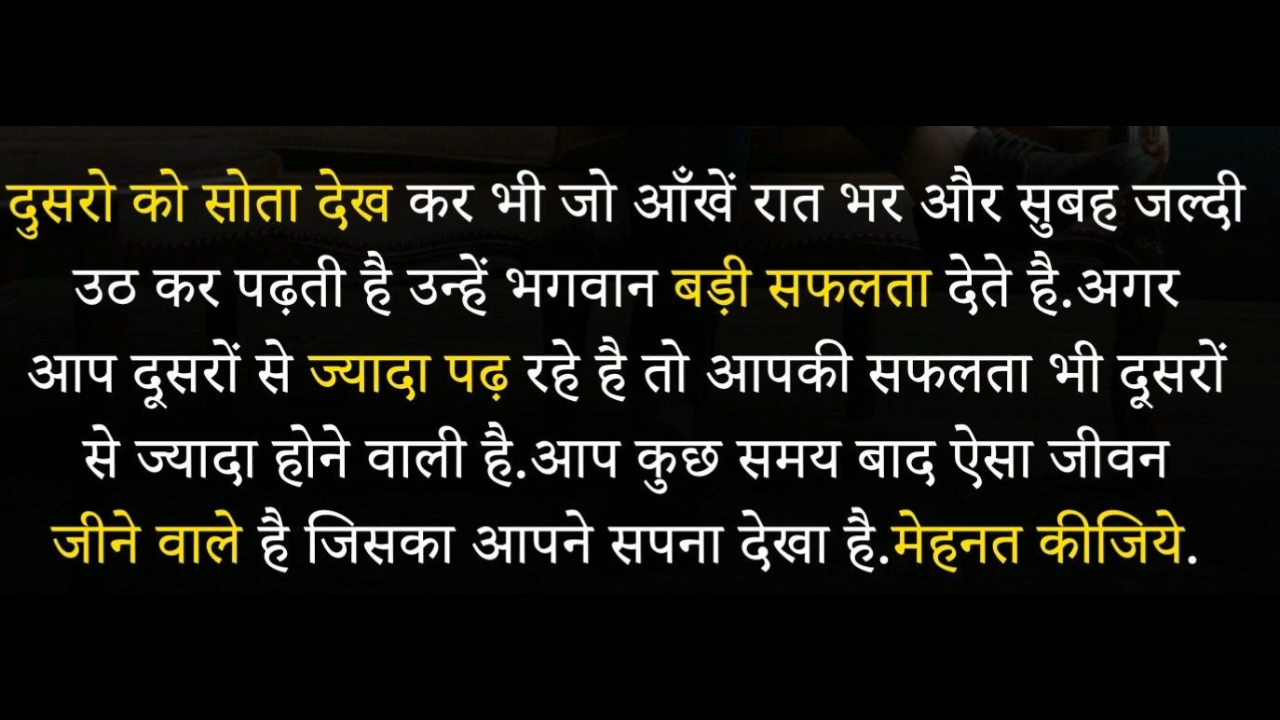 दुसरो को सोता देख कर भी जो आँखें रात भर और सुबह जल्दी
उठ कर पढ़ती है उन्हें भगवान बड़ी सफलता देते है.अगर
आप दूसरों से ज्यादा पढ़ रहे है तो आपकी सफलता भी दूसरों
से ज्यादा होने वाली है.आप कुछ समय बाद ऐसा जीवन
जीने वाले है जिसका आपने सपना देखा है.मेहनत कीजिये.